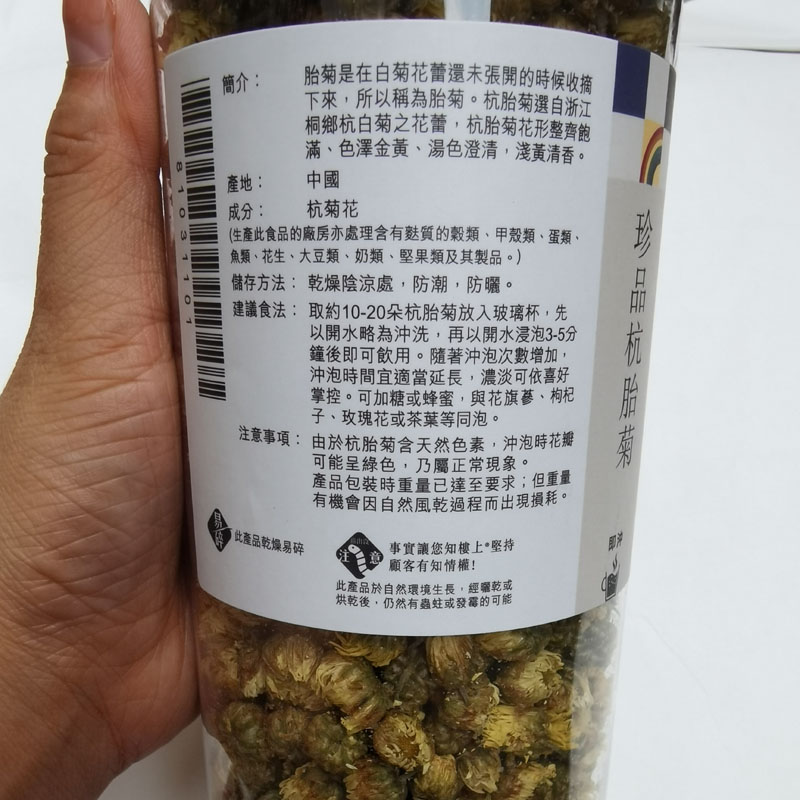 簡介：
胎菊是在白菊花蕾還未張開的時候收摘
下來，所以稱為胎菊。杭胎菊選自浙江
桐鄉杭白菊之花蕾，杭胎菊花形整齊飽
滿、色澤金黃、湯色澄清，淺黃清香。
產地： 中國
成分： 杭菊花
(生產此食品的廠房亦處理含有麩質的穀類、甲殼類、蛋類、
魚類、花生、大豆類、奶類、堅果類及其製品。)
儲存方法： 乾燥陰涼處，防潮，防曬。
建議食法： 取約10-20朵杭胎菊放入玻璃杯，先
以開水略為沖洗，再以開水浸泡3-5分
鐘後即可飲用。隨著沖泡次數增加，
沖泡時間宜適當延長，濃淡可依喜好
掌控。可加糖或蜂蜜，與花旗蔘、枸杞
子、玫瑰花或茶葉等同泡。
注意事項： 由於杭胎菊含天然色素，沖泡時花瓣
可能呈綠色，乃屬正常現象。
產品包裝時重量已達至要求；但重量
有機會因自然風乾過程而出現損耗。
易碎
此產品乾燥易碎
注意
事實讓您知樓上®堅持
顧客有知情權!
此產品於自然環境生長，經曬乾或
烘乾後，仍然有蟲蛀或發霉的可能
81031101
珍品杭胎菊
即沖